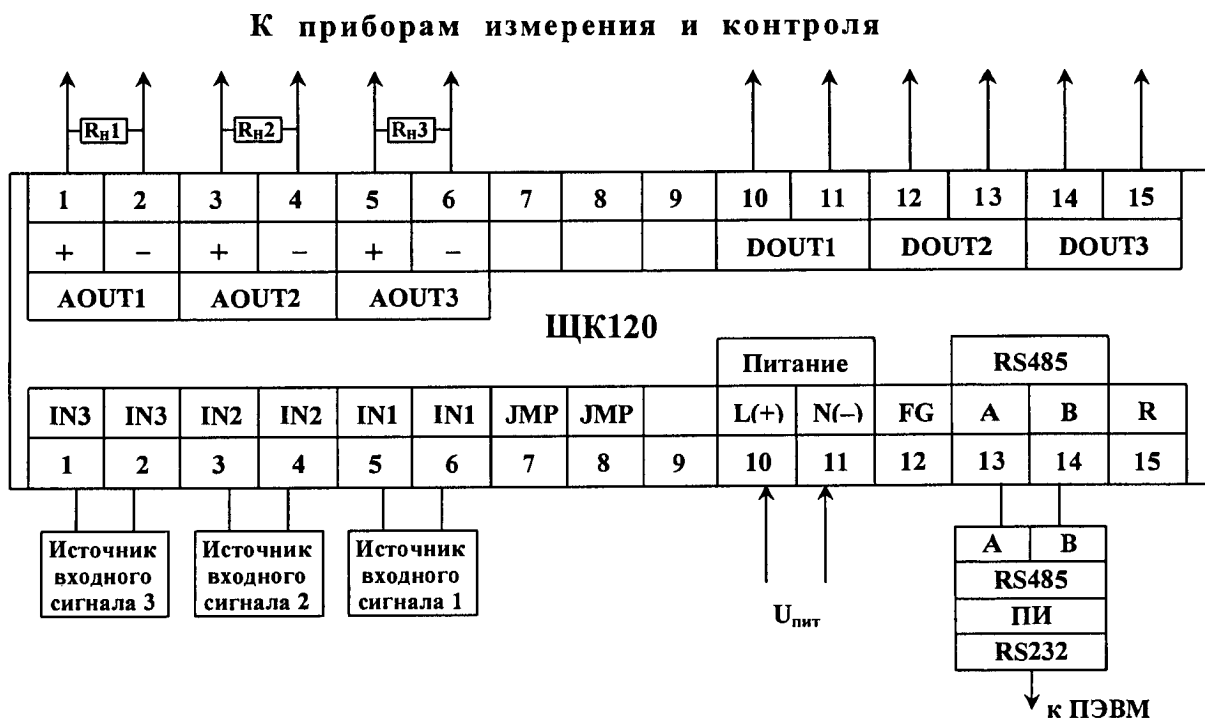 К приборам измерения и контроля
Rн1 Rн2 Rн3
1 2 3 4 5 6 7 8 9 10 11 12 13 14 15
+ − + − + − DOUT1 DOUT2 DOUT3
AOUT1 AOUT2 AOUT3
ЩК120
Питание RS485
IN3 IN3 IN2 IN2 IN1 IN1 JMP JMP L(+) N(−) FG A B R
1 2 3 4 5 6 7 8 9 10 11 12 13 14 15
Источник Источник Источник A B
входного входного входного RS485
сигнала 3 сигнала 2 сигнала 1 Uпит ПИ
RS232
к ПЭВМ